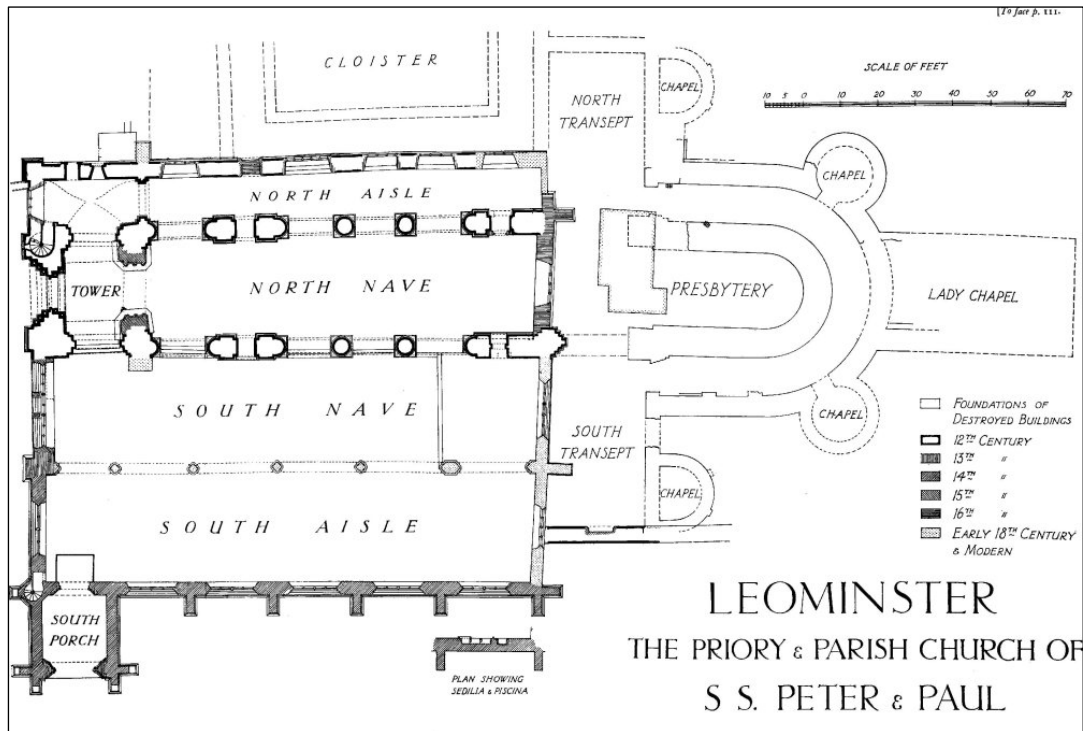 [To face p. 111.
CLOISTER
SCALE OF FEET
10 5 0 10 20 30 40 50 60 70
NORTH
TRANSEPT
CHAPEL
CHAPEL
NORTH AISLE
TOWER
NORTH NAVE
PRESBYTERY
LADY CHAPEL
SOUTH NAVE
CHAPEL
SOUTH
TRANSEPT
CHAPEL
SOUTH AISLE
SOUTH
PORCH
PLAN SHOWING
SEDILIA & PISCINA
FOUNDATIONS OF
DESTROYED BUILDINGS
12TH CENTURY
13TH "
14TH "
15TH "
16TH "
EARLY 18TH CENTURY
& MODERN
LEOMINSTER
THE PRIORY & PARISH CHURCH OF
S S. PETER & PAUL